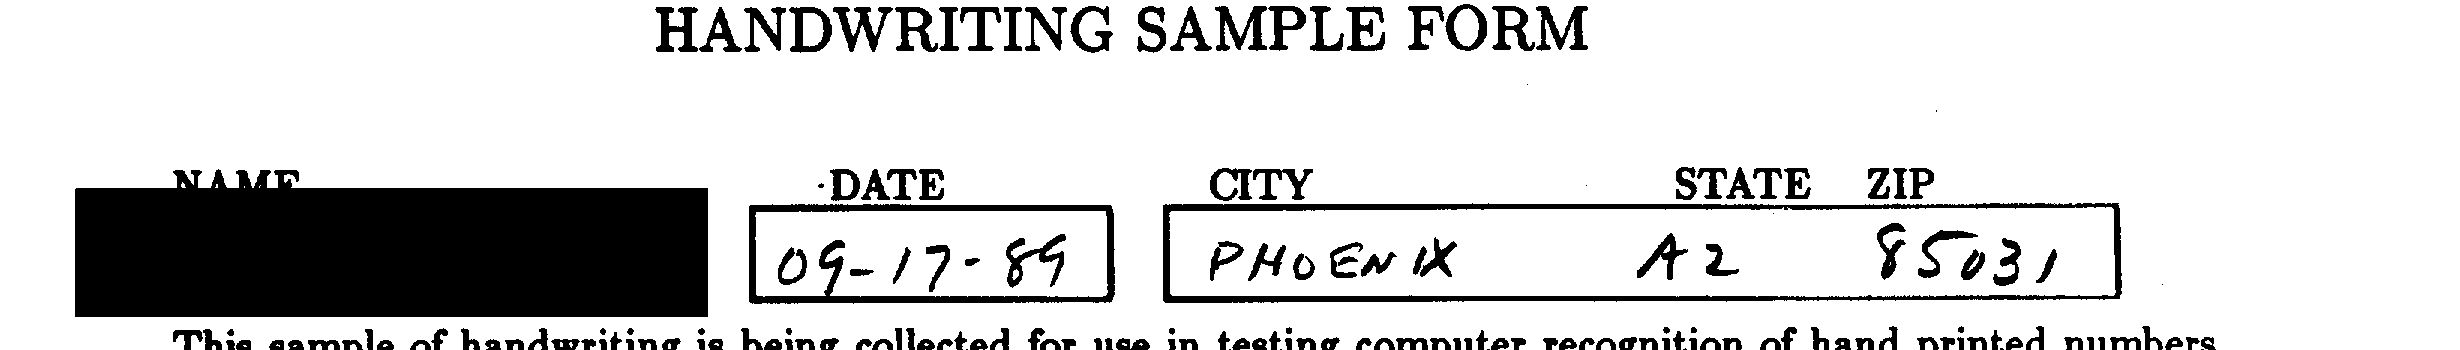 HANDWRITING SAMPLE FORM
NAME DATE CITY STATE ZIP
09-17-89 PHOENIX AZ 85031
This sample of handwriting is being collected for use in testing computer recognition of hand printed numbers